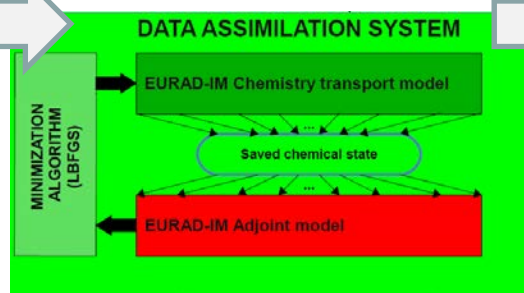 DATA ASSIMILATION SYSTEM
MINIMIZATION
ALGORITHM
(LBFGS)
EURAD-IM Chemistry transport model
...
Saved chemical state
...
EURAD-IM Adjoint model